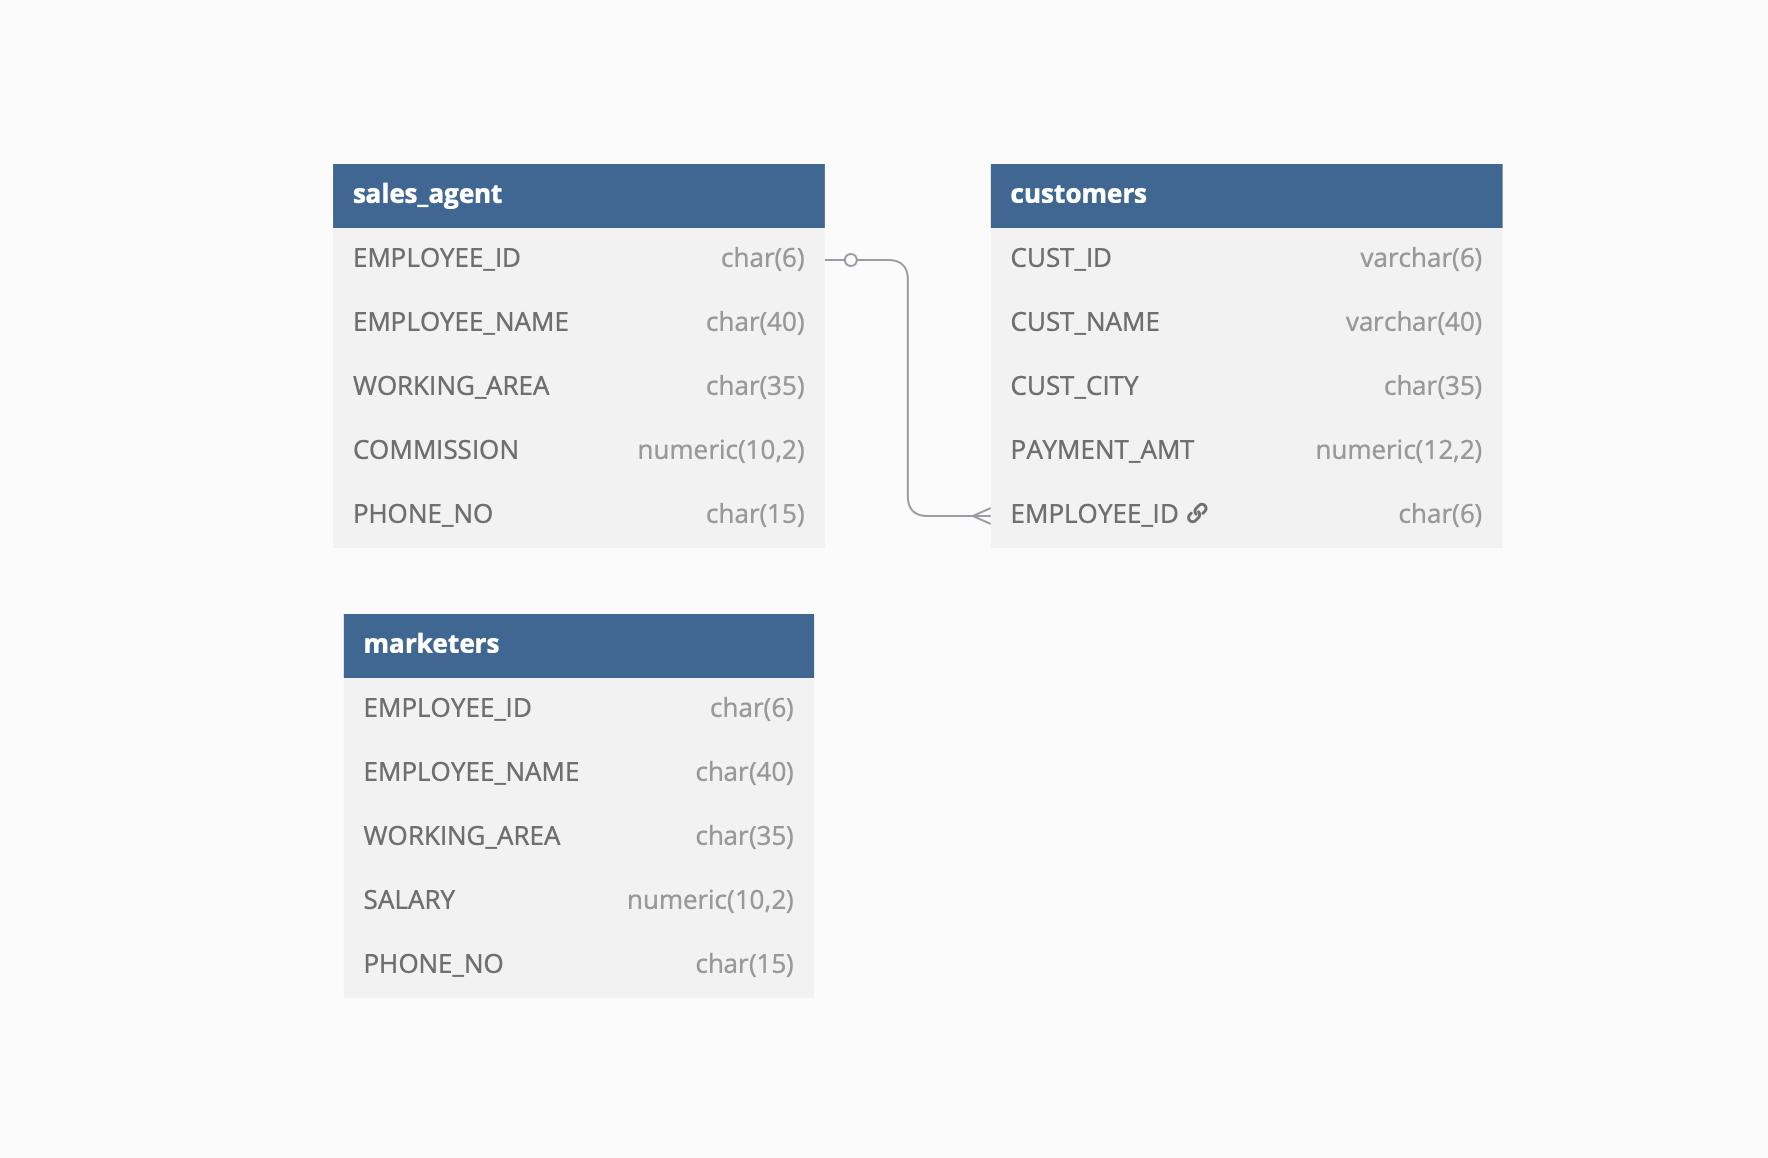 sales_agent
EMPLOYEE_ID char(6)
EMPLOYEE_NAME char(40)
WORKING_AREA char(35)
COMMISSION numeric(10,2)
PHONE_NO char(15)
customers
CUST_ID varchar(6)
CUST_NAME varchar(40)
CUST_CITY char(35)
PAYMENT_AMT numeric(12,2)
EMPLOYEE_ID char(6)
marketers
EMPLOYEE_ID char(6)
EMPLOYEE_NAME char(40)
WORKING_AREA char(35)
SALARY numeric(10,2)
PHONE_NO char(15)